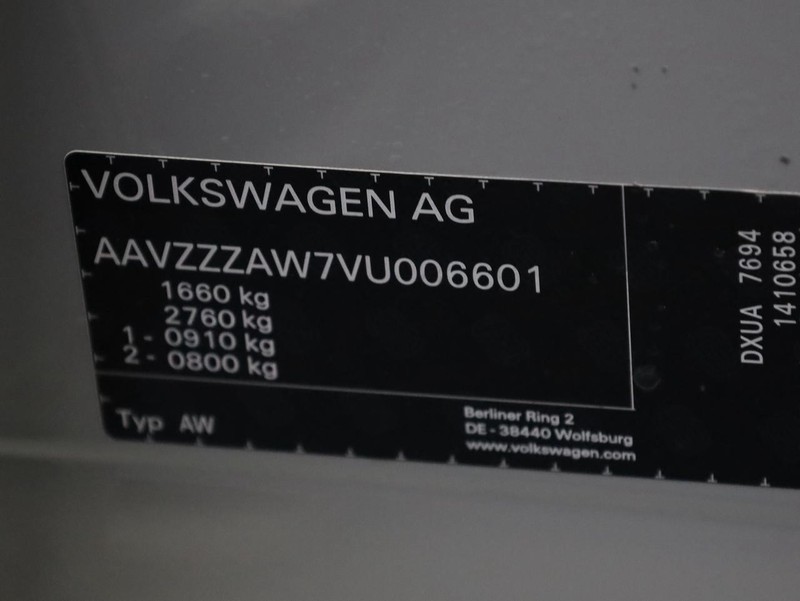 VOLKSWAGEN AG
AAVZZZAW7VU006601
1660 kg
2760 kg
1 - 0910 kg
2 - 0800 kg
Typ AW
Berliner Ring 2
DE - 38440 Wolfsburg
www.volkswagen.com
DXUA 7694
1410658